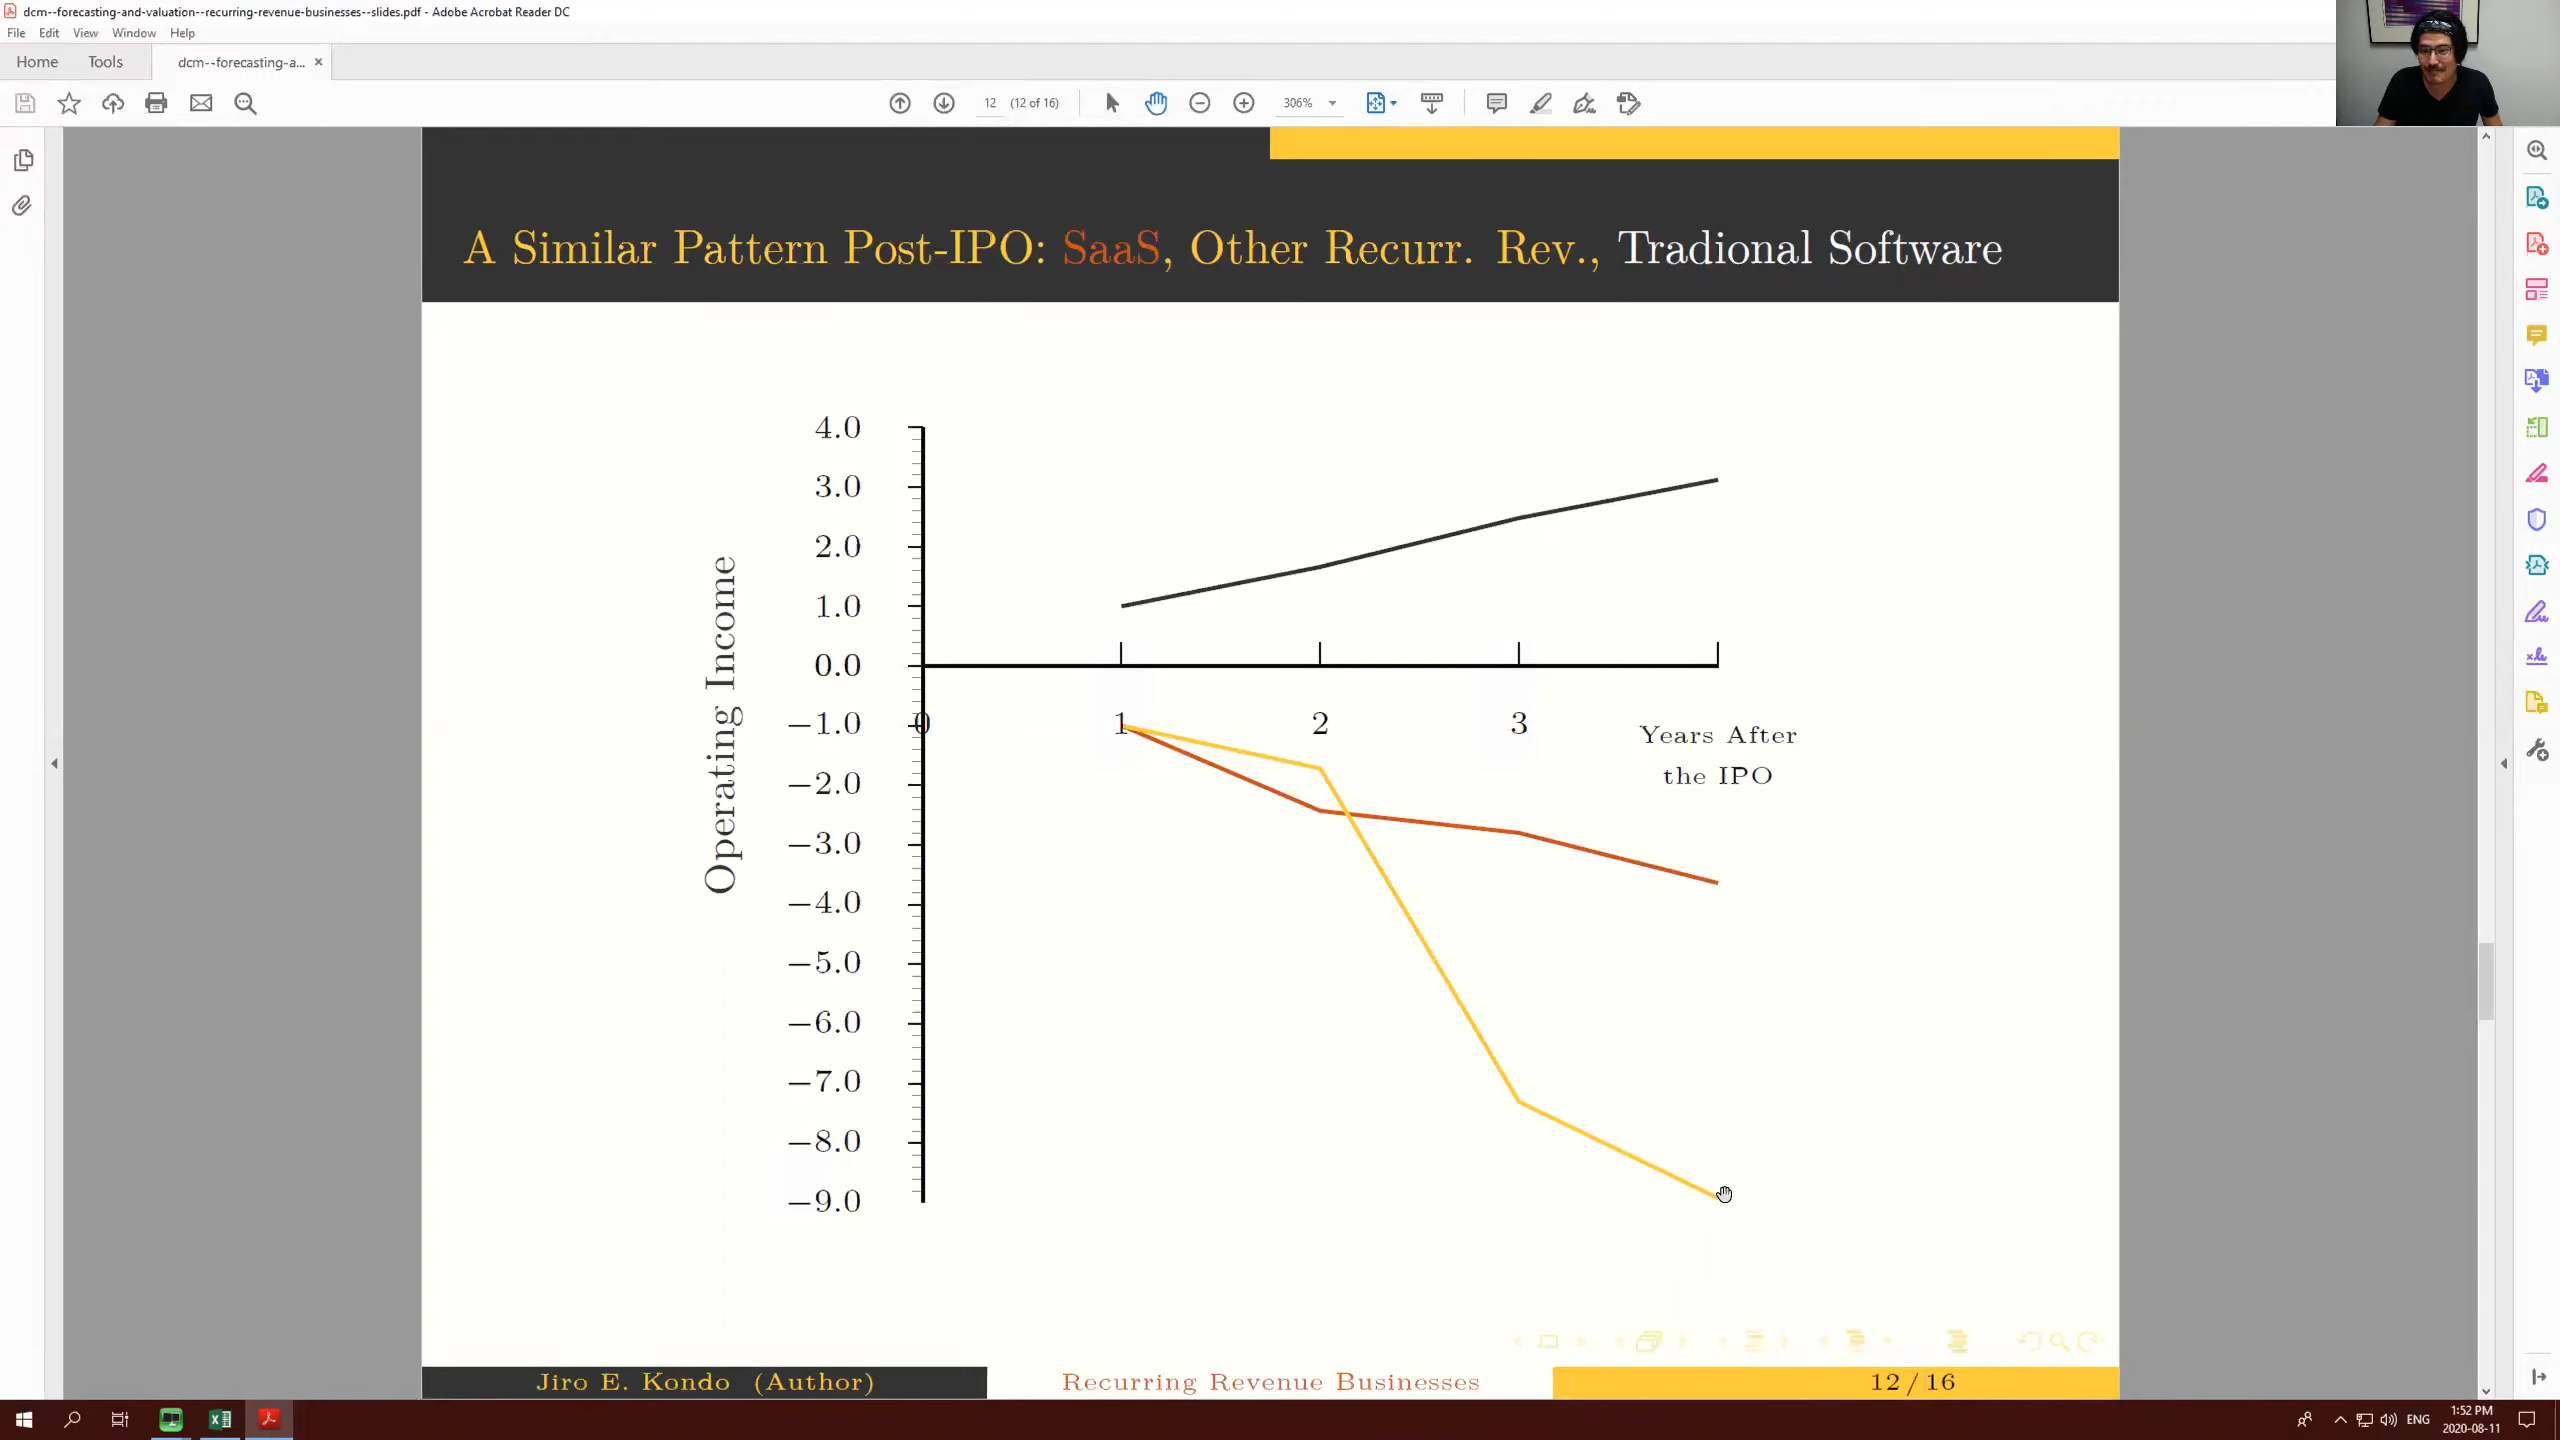 dcm--forecasting-and-valuation--recurring-revenue-businesses--slides.pdf - Adobe Acrobat Reader DC
File Edit View Window Help
Home Tools dcm--forecasting-a... ×
12 (12 of 16) 306%
A Similar Pattern Post-IPO: SaaS, Other Recurr. Rev., Tradional Software
4.0
3.0
2.0
1.0
0.0
−1.0
−2.0
−3.0
−4.0
−5.0
−6.0
−7.0
−8.0
−9.0
Operating Income
0 1 2 3
Years After
the IPO
Jiro E. Kondo (Author) Recurring Revenue Businesses 12 / 16
ENG
1:52 PM
2020-08-11